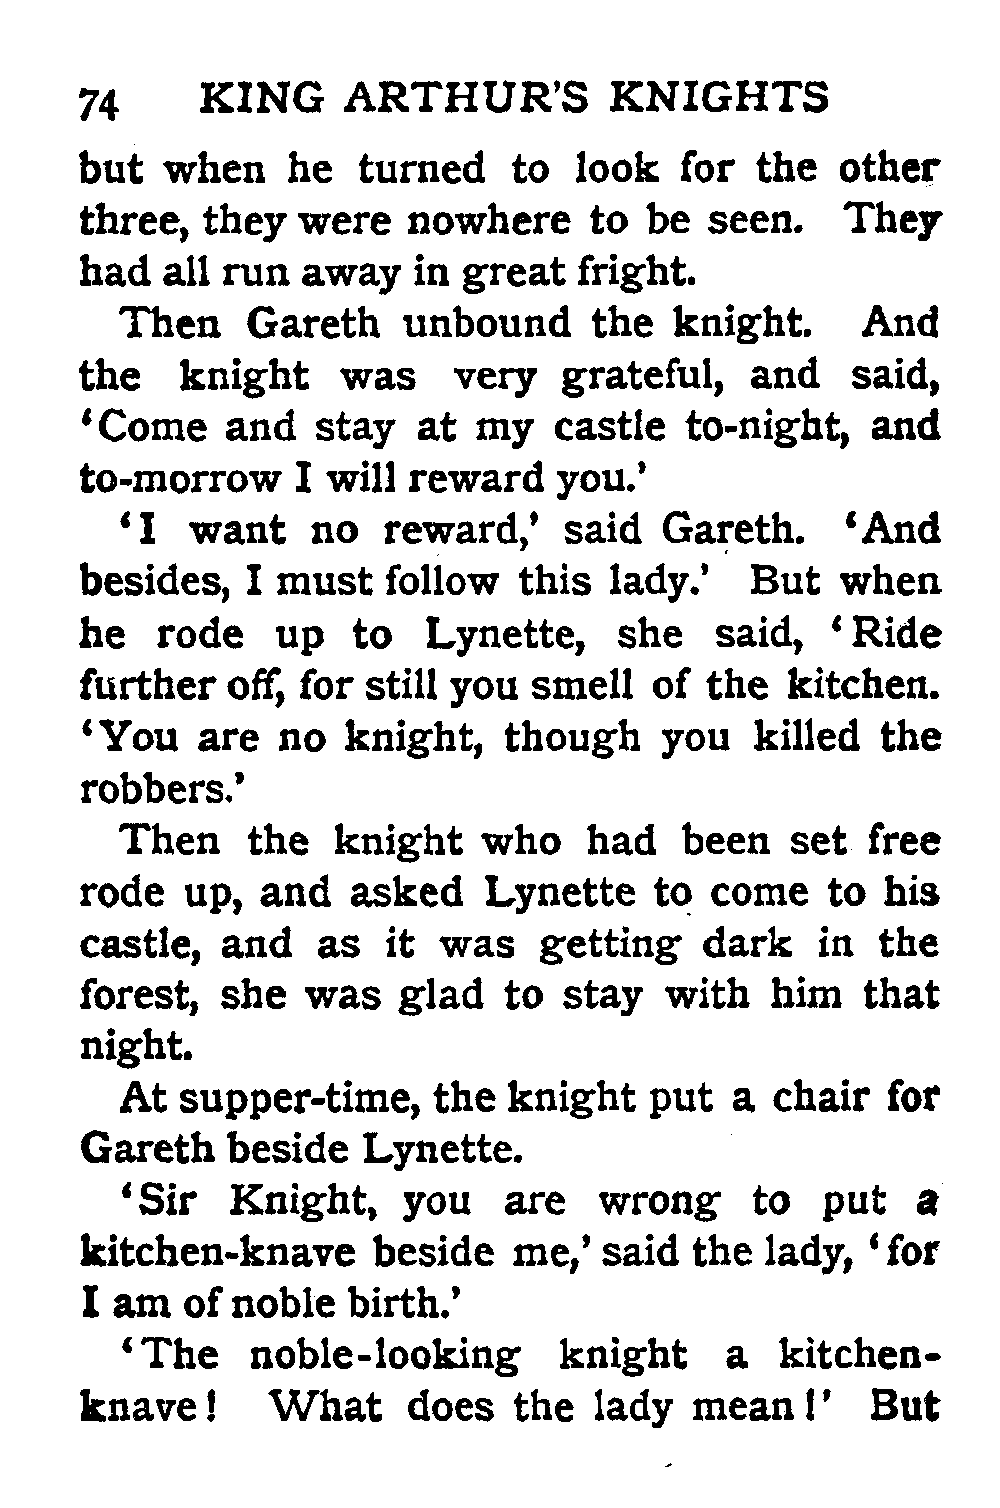 74 KING ARTHUR'S KNIGHTS
but when he turned to look for the other
three, they were nowhere to be seen. They
had all run away in great fright.
Then Gareth unbound the knight. And
the knight was very grateful, and said,
‘Come and stay at my castle to-night, and
to-morrow I will reward you.’
‘I want no reward,’ said Gareth. ‘And
besides, I must follow this lady.’ But when
he rode up to Lynette, she said, ‘Ride
further off, for still you smell of the kitchen.
‘You are no knight, though you killed the
robbers.’
Then the knight who had been set free
rode up, and asked Lynette to come to his
castle, and as it was getting dark in the
forest, she was glad to stay with him that
night.
At supper-time, the knight put a chair for
Gareth beside Lynette.
‘Sir Knight, you are wrong to put a
kitchen-knave beside me,’ said the lady, ‘for
I am of noble birth.’
‘The noble-looking knight a kitchen-
knave! What does the lady mean!’ But